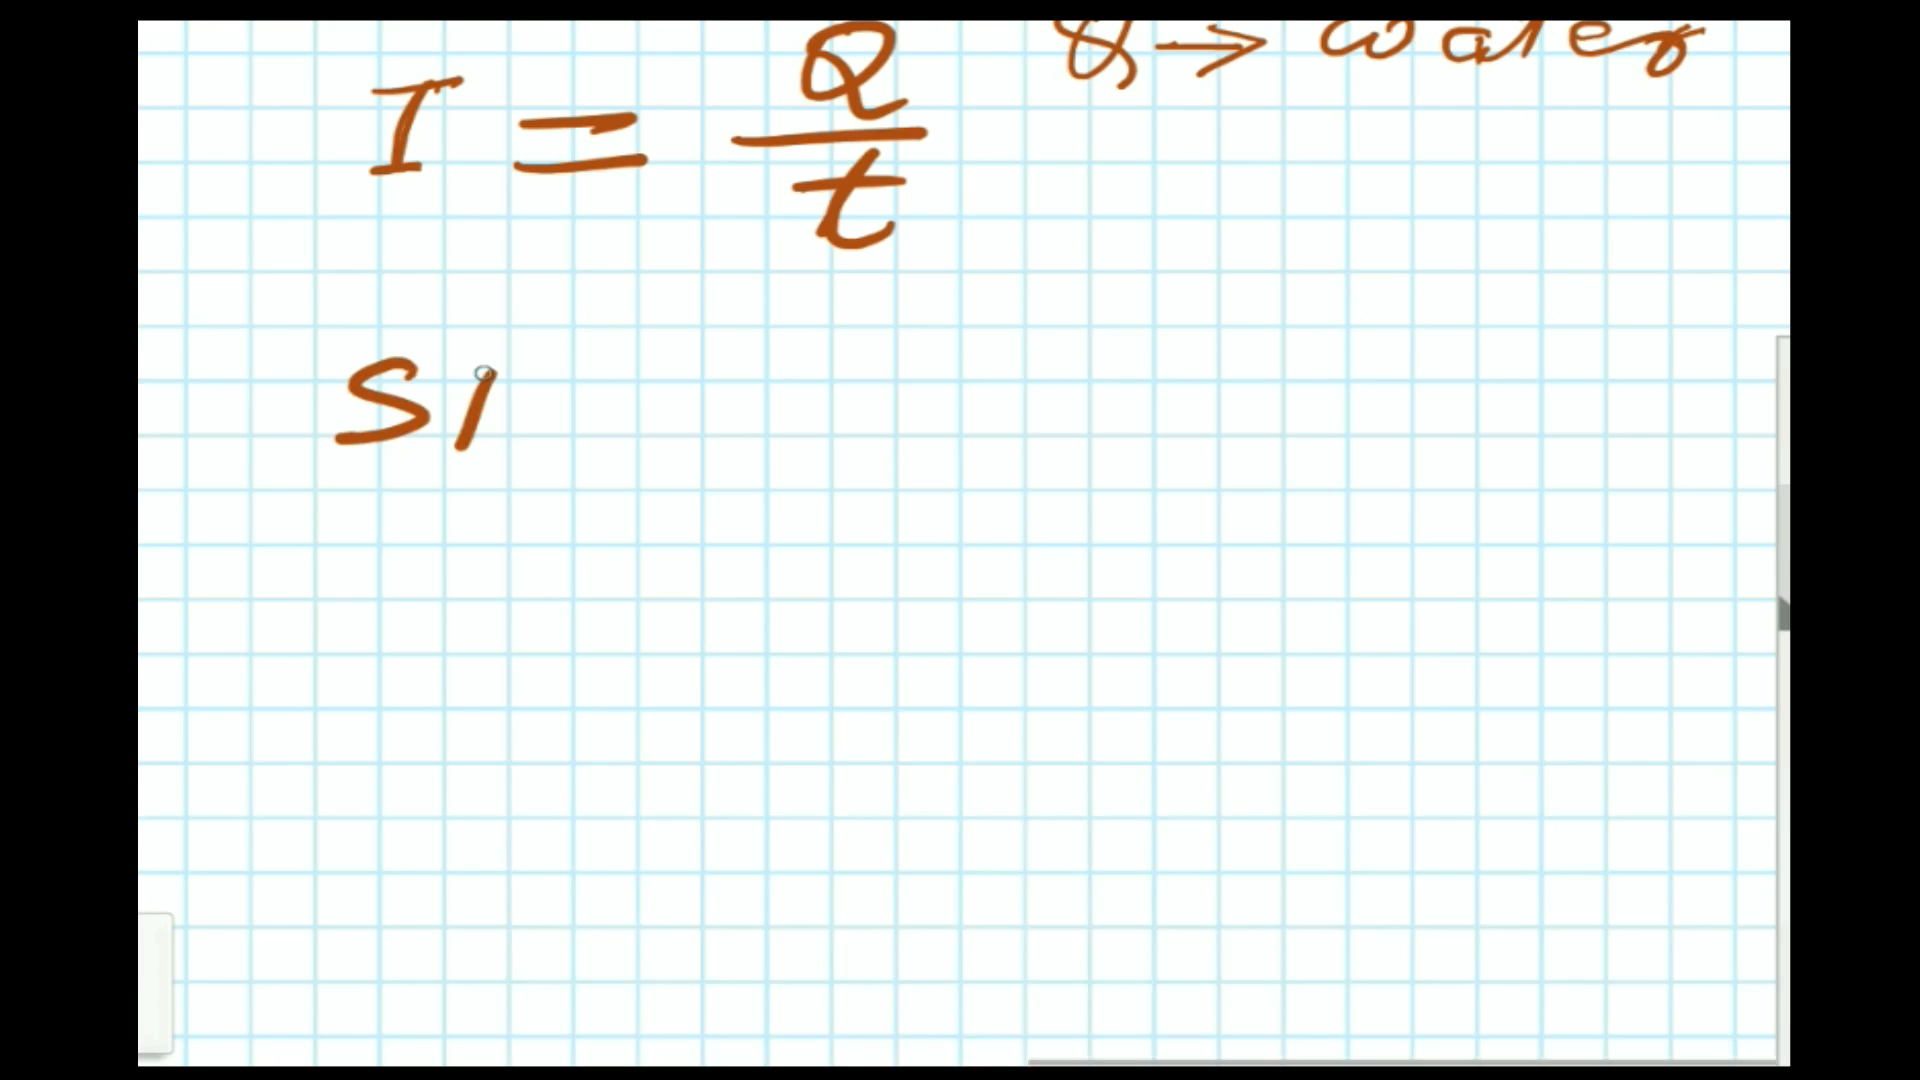 I = Q/t Q → water
SI